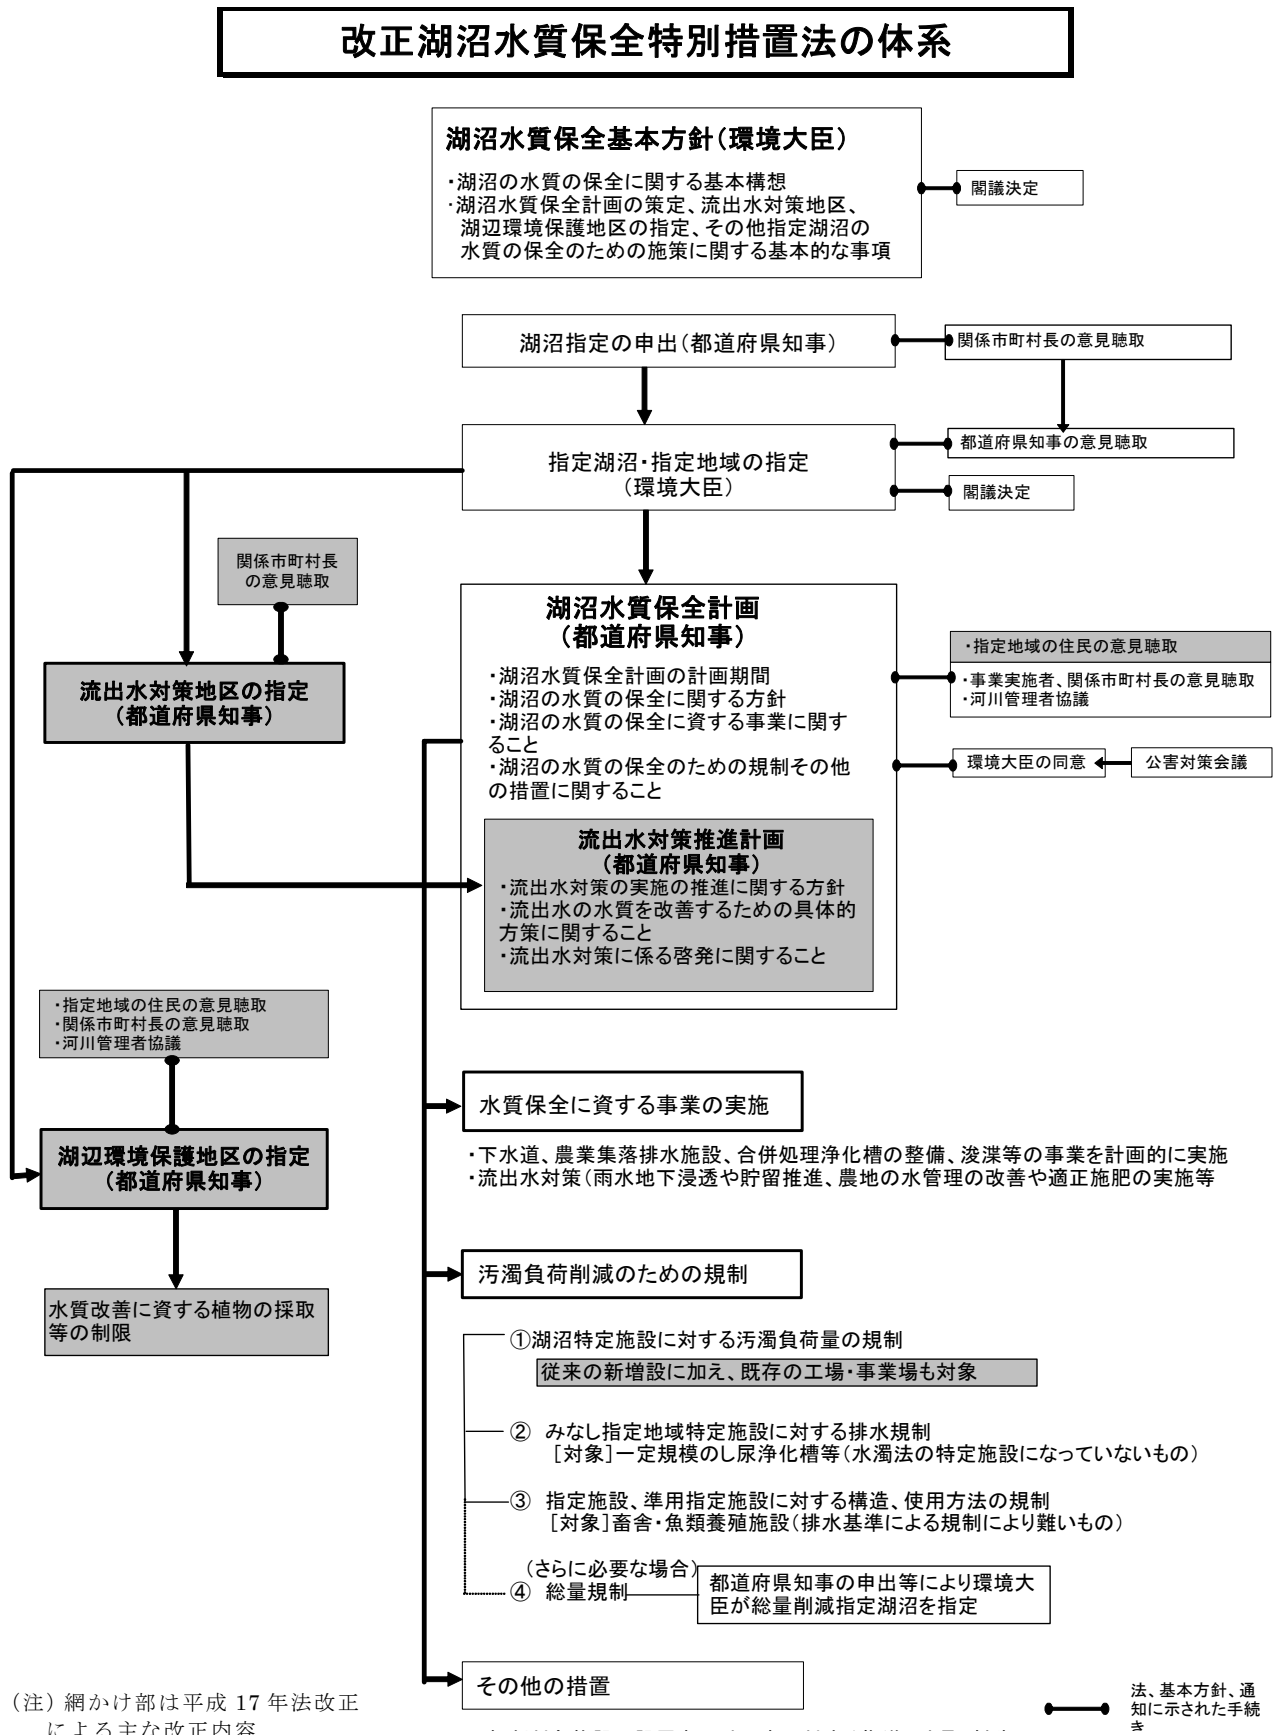 改正湖沼水質保全特別措置法の体系
湖沼水質保全基本方針(環境大臣)
・湖沼の水質の保全に関する基本構想
・湖沼水質保全計画の策定、流出水対策地区、
湖辺環境保護地区の指定、その他指定湖沼の
水質の保全のための施策に関する基本的な事項
閣議決定
湖沼指定の申出(都道府県知事)
関係市町村長の意見聴取
指定湖沼・指定地域の指定
(環境大臣)
都道府県知事の意見聴取
閣議決定
関係市町村長
の意見聴取
流出水対策地区の指定
(都道府県知事)
湖沼水質保全計画
(都道府県知事)
・湖沼水質保全計画の計画期間
・湖沼の水質の保全に関する方針
・湖沼の水質の保全に資する事業に関す
ること
・湖沼の水質の保全のための規制その他
の措置に関すること
・指定地域の住民の意見聴取
・事業実施者、関係市町村長の意見聴取
・河川管理者協議
環境大臣の同意
公害対策会議
流出水対策推進計画
(都道府県知事)
・流出水対策の実施の推進に関する方針
・流出水の水質を改善するための具体的
方策に関すること
・流出水対策に係る啓発に関すること
・指定地域の住民の意見聴取
・関係市町村長の意見聴取
・河川管理者協議
湖辺環境保護地区の指定
(都道府県知事)
水質改善に資する植物の採取
等の制限
水質保全に資する事業の実施
・下水道、農業集落排水施設、合併処理浄化槽の整備、浚渫等の事業を計画的に実施
・流出水対策(雨水地下浸透や貯留推進、農地の水管理の改善や適正施肥の実施等
汚濁負荷削減のための規制
①湖沼特定施設に対する汚濁負荷量の規制
従来の新増設に加え、既存の工場・事業場も対象
② みなし指定地域特定施設に対する排水規制
[対象]一定規模のし尿浄化槽等(水濁法の特定施設になっていないもの)
③ 指定施設、準用指定施設に対する構造、使用方法の規制
[対象]畜舎・魚類養殖施設(排水基準による規制により難いもの)
(さらに必要な場合)
④ 総量規制
都道府県知事の申出等により環境大
臣が総量削減指定湖沼を指定
その他の措置
(注)網かけ部は平成 17 年法改正
による主な改正内容
法、基本方針、通
知に示された手続
き